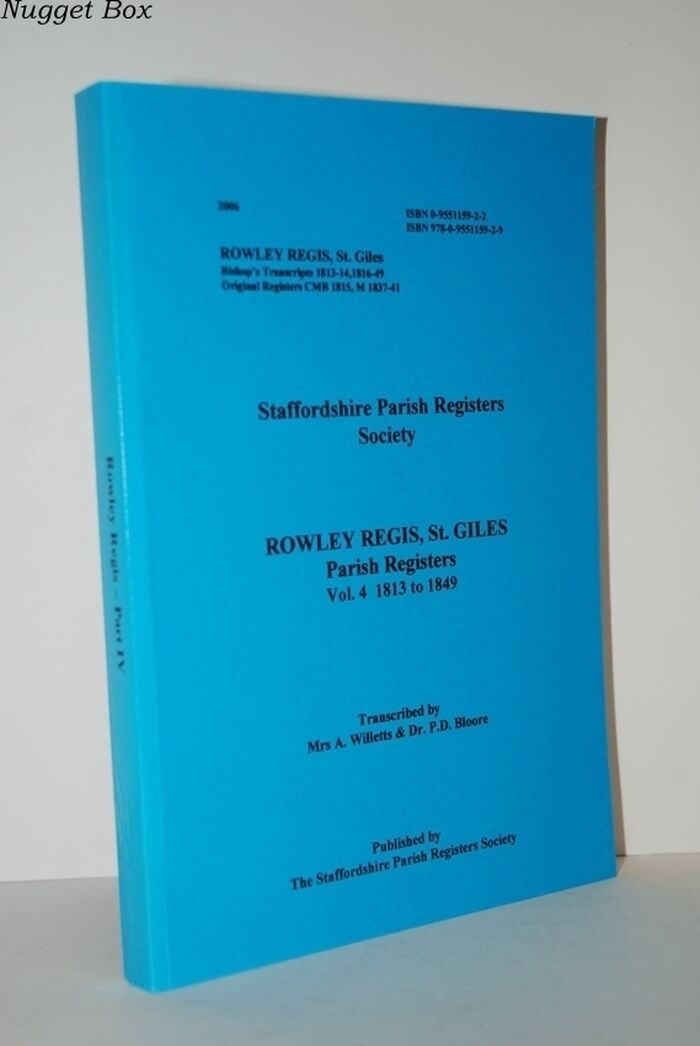 Nugget Box
2006
ISBN 0-9551159-2-2
ISBN 978-0-9551159-2-9
ROWLEY REGIS, St. Giles
Bishop's Transcripts 1813-14,1816-49
Original Registers CMB 1815, M 1837-41
Staffordshire Parish Registers
Society
ROWLEY REGIS, St. GILES
Parish Registers
Vol. 4 1813 to 1849
Transcribed by
Mrs A. Willetts & Dr. P.D. Bloore
Published by
The Staffordshire Parish Registers Society
Rowley Regis – Part IV